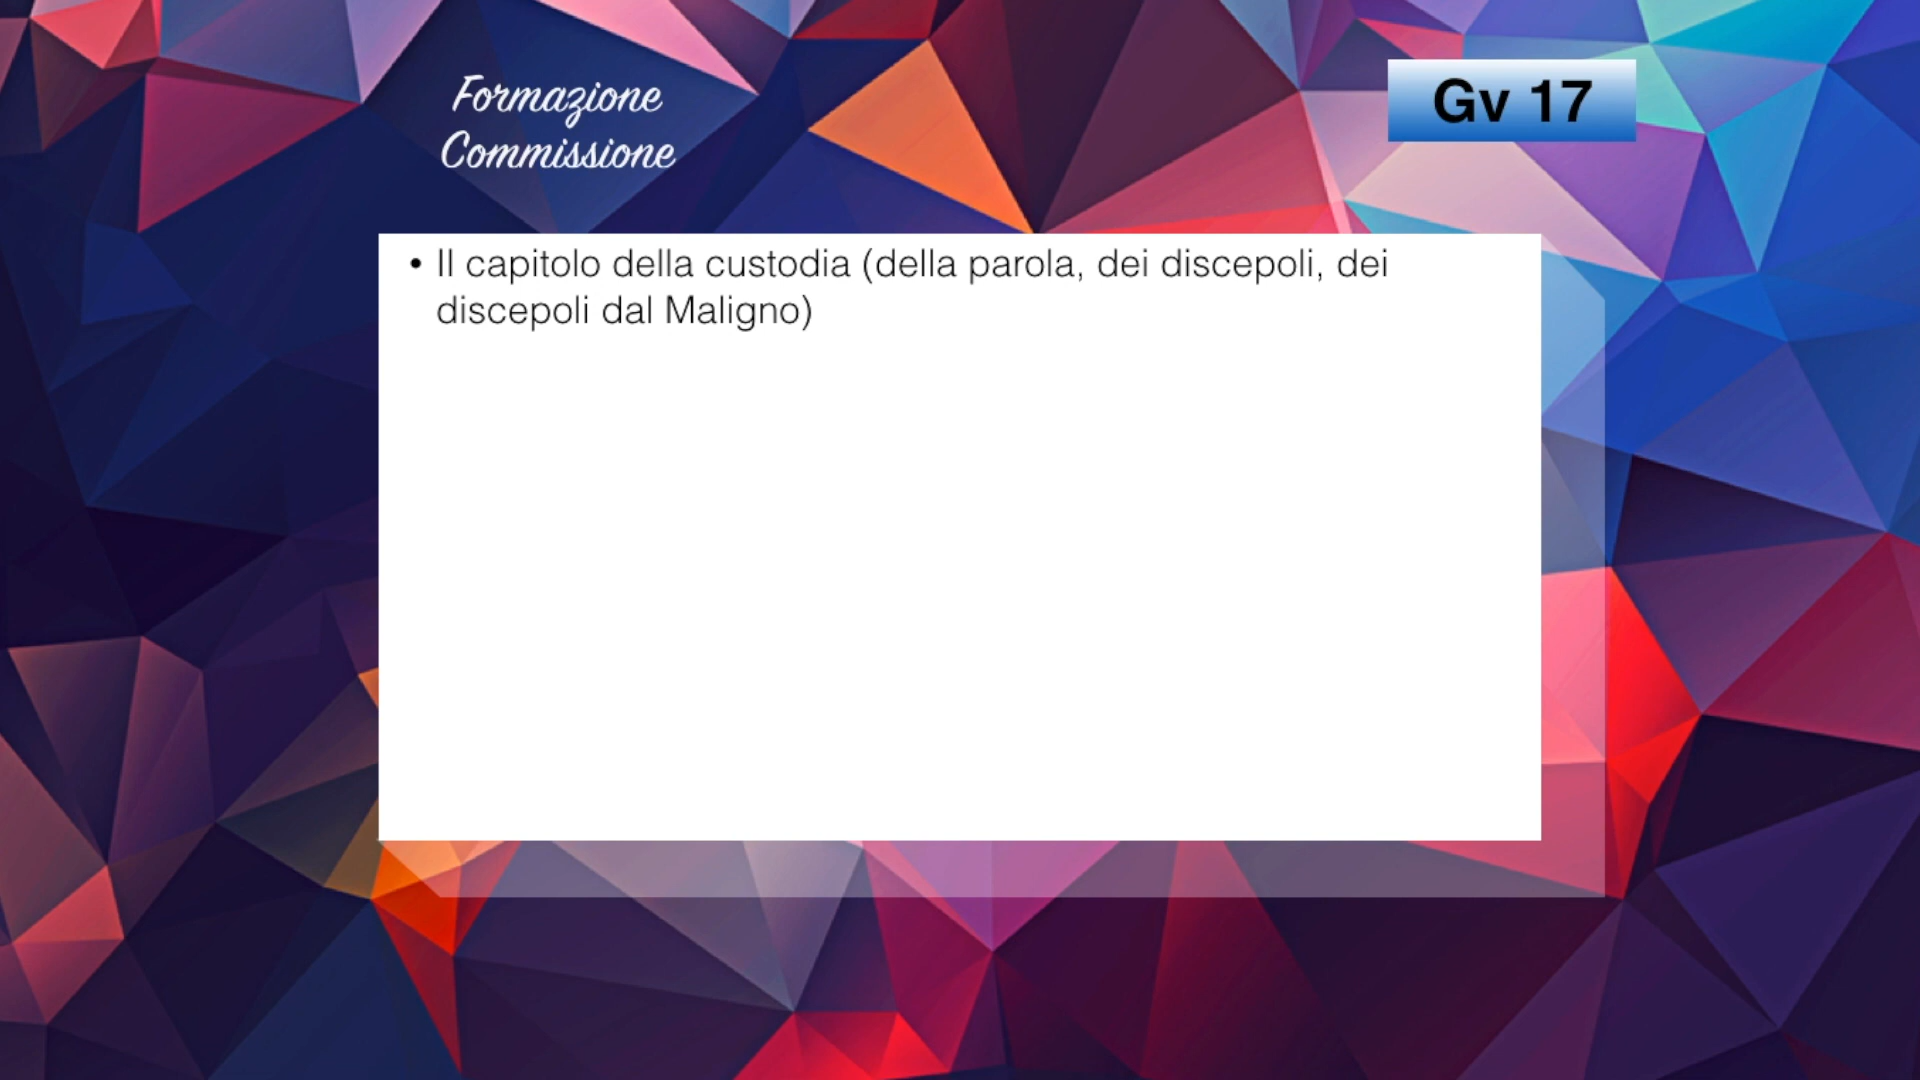 Formazione
Commissione
Gv 17
• Il capitolo della custodia (della parola, dei discepoli, dei
discepoli dal Maligno)